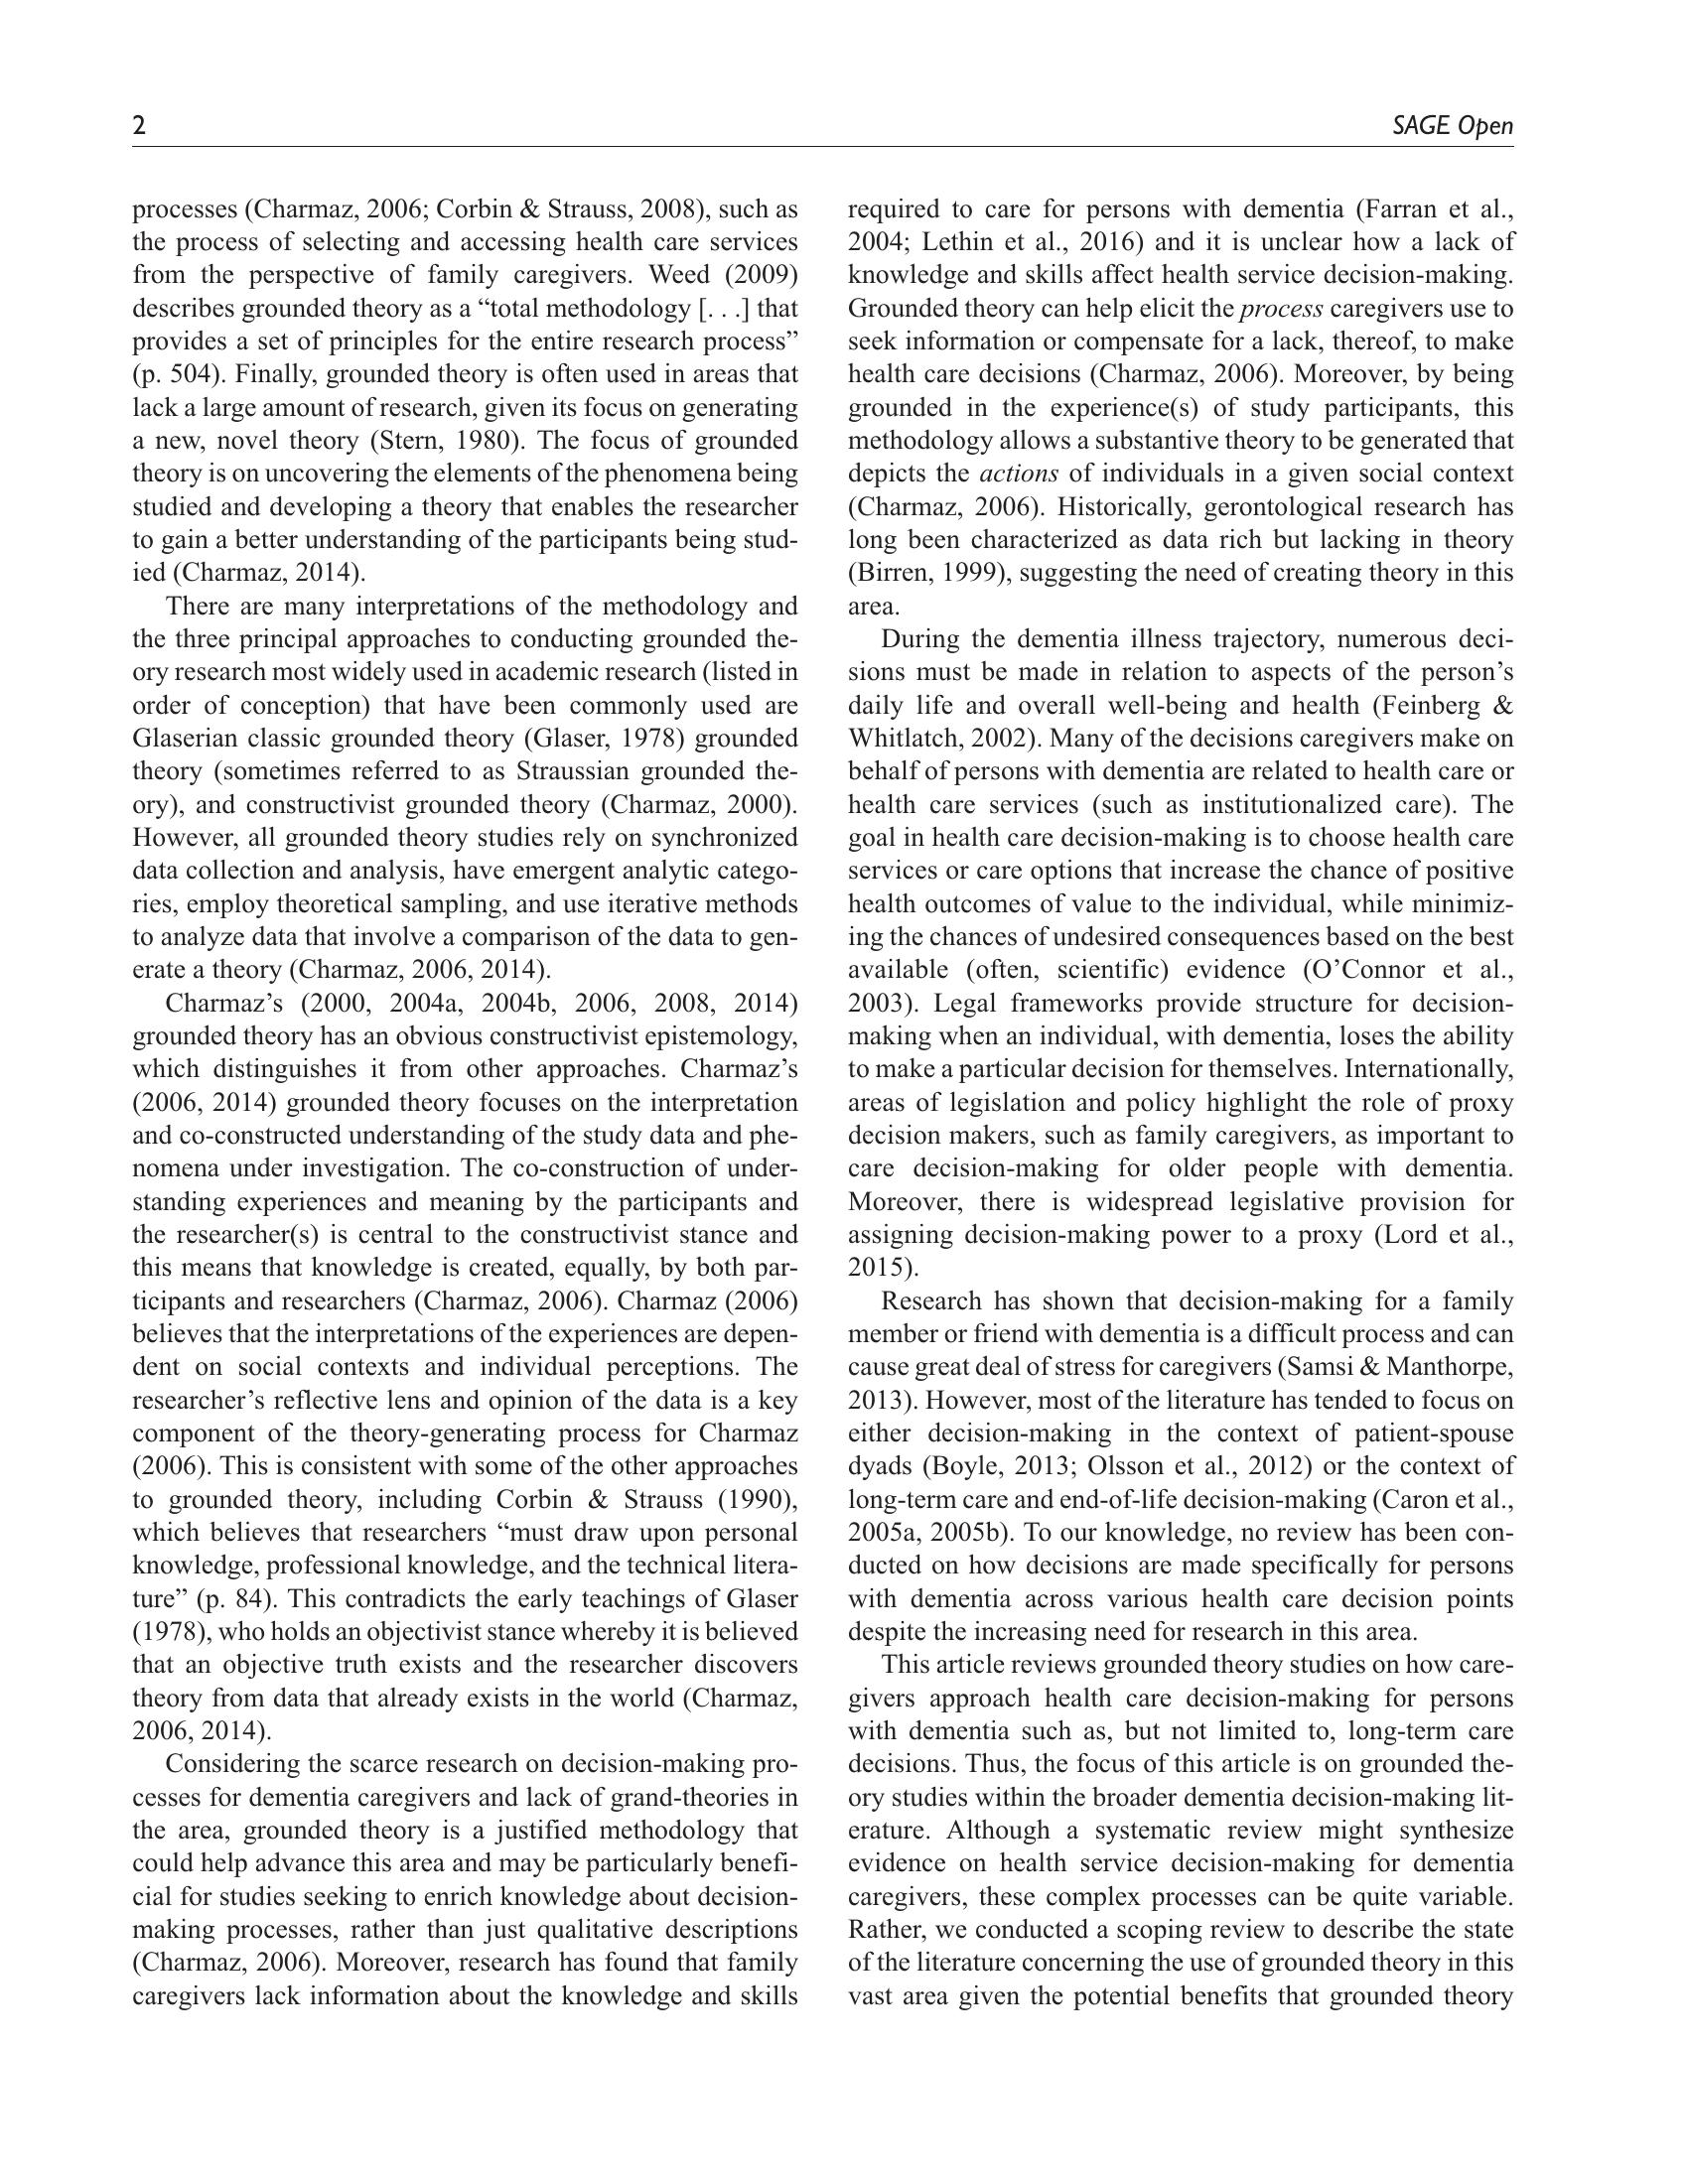 2
SAGE Open
processes (Charmaz, 2006; Corbin & Strauss, 2008), such as
the process of selecting and accessing health care services
from the perspective of family caregivers. Weed (2009)
describes grounded theory as a “total methodology [. . .] that
provides a set of principles for the entire research process”
(p. 504). Finally, grounded theory is often used in areas that
lack a large amount of research, given its focus on generating
a new, novel theory (Stern, 1980). The focus of grounded
theory is on uncovering the elements of the phenomena being
studied and developing a theory that enables the researcher
to gain a better understanding of the participants being stud-
ied (Charmaz, 2014).
There are many interpretations of the methodology and
the three principal approaches to conducting grounded the-
ory research most widely used in academic research (listed in
order of conception) that have been commonly used are
Glaserian classic grounded theory (Glaser, 1978) grounded
theory (sometimes referred to as Straussian grounded the-
ory), and constructivist grounded theory (Charmaz, 2000).
However, all grounded theory studies rely on synchronized
data collection and analysis, have emergent analytic catego-
ries, employ theoretical sampling, and use iterative methods
to analyze data that involve a comparison of the data to gen-
erate a theory (Charmaz, 2006, 2014).
Charmaz’s (2000, 2004a, 2004b, 2006, 2008, 2014)
grounded theory has an obvious constructivist epistemology,
which distinguishes it from other approaches. Charmaz’s
(2006, 2014) grounded theory focuses on the interpretation
and co-constructed understanding of the study data and phe-
nomena under investigation. The co-construction of under-
standing experiences and meaning by the participants and
the researcher(s) is central to the constructivist stance and
this means that knowledge is created, equally, by both par-
ticipants and researchers (Charmaz, 2006). Charmaz (2006)
believes that the interpretations of the experiences are depen-
dent on social contexts and individual perceptions. The
researcher’s reflective lens and opinion of the data is a key
component of the theory-generating process for Charmaz
(2006). This is consistent with some of the other approaches
to grounded theory, including Corbin & Strauss (1990),
which believes that researchers “must draw upon personal
knowledge, professional knowledge, and the technical litera-
ture” (p. 84). This contradicts the early teachings of Glaser
(1978), who holds an objectivist stance whereby it is believed
that an objective truth exists and the researcher discovers
theory from data that already exists in the world (Charmaz,
2006, 2014).
Considering the scarce research on decision-making pro-
cesses for dementia caregivers and lack of grand-theories in
the area, grounded theory is a justified methodology that
could help advance this area and may be particularly benefi-
cial for studies seeking to enrich knowledge about decision-
making processes, rather than just qualitative descriptions
(Charmaz, 2006). Moreover, research has found that family
caregivers lack information about the knowledge and skills
required to care for persons with dementia (Farran et al.,
2004; Lethin et al., 2016) and it is unclear how a lack of
knowledge and skills affect health service decision-making.
Grounded theory can help elicit the process caregivers use to
seek information or compensate for a lack, thereof, to make
health care decisions (Charmaz, 2006). Moreover, by being
grounded in the experience(s) of study participants, this
methodology allows a substantive theory to be generated that
depicts the actions of individuals in a given social context
(Charmaz, 2006). Historically, gerontological research has
long been characterized as data rich but lacking in theory
(Birren, 1999), suggesting the need of creating theory in this
area.
During the dementia illness trajectory, numerous deci-
sions must be made in relation to aspects of the person’s
daily life and overall well-being and health (Feinberg &
Whitlatch, 2002). Many of the decisions caregivers make on
behalf of persons with dementia are related to health care or
health care services (such as institutionalized care). The
goal in health care decision-making is to choose health care
services or care options that increase the chance of positive
health outcomes of value to the individual, while minimiz-
ing the chances of undesired consequences based on the best
available (often, scientific) evidence (O’Connor et al.,
2003). Legal frameworks provide structure for decision-
making when an individual, with dementia, loses the ability
to make a particular decision for themselves. Internationally,
areas of legislation and policy highlight the role of proxy
decision makers, such as family caregivers, as important to
care decision-making for older people with dementia.
Moreover, there is widespread legislative provision for
assigning decision-making power to a proxy (Lord et al.,
2015).
Research has shown that decision-making for a family
member or friend with dementia is a difficult process and can
cause great deal of stress for caregivers (Samsi & Manthorpe,
2013). However, most of the literature has tended to focus on
either decision-making in the context of patient-spouse
dyads (Boyle, 2013; Olsson et al., 2012) or the context of
long-term care and end-of-life decision-making (Caron et al.,
2005a, 2005b). To our knowledge, no review has been con-
ducted on how decisions are made specifically for persons
with dementia across various health care decision points
despite the increasing need for research in this area.
This article reviews grounded theory studies on how care-
givers approach health care decision-making for persons
with dementia such as, but not limited to, long-term care
decisions. Thus, the focus of this article is on grounded the-
ory studies within the broader dementia decision-making lit-
erature. Although a systematic review might synthesize
evidence on health service decision-making for dementia
caregivers, these complex processes can be quite variable.
Rather, we conducted a scoping review to describe the state
of the literature concerning the use of grounded theory in this
vast area given the potential benefits that grounded theory